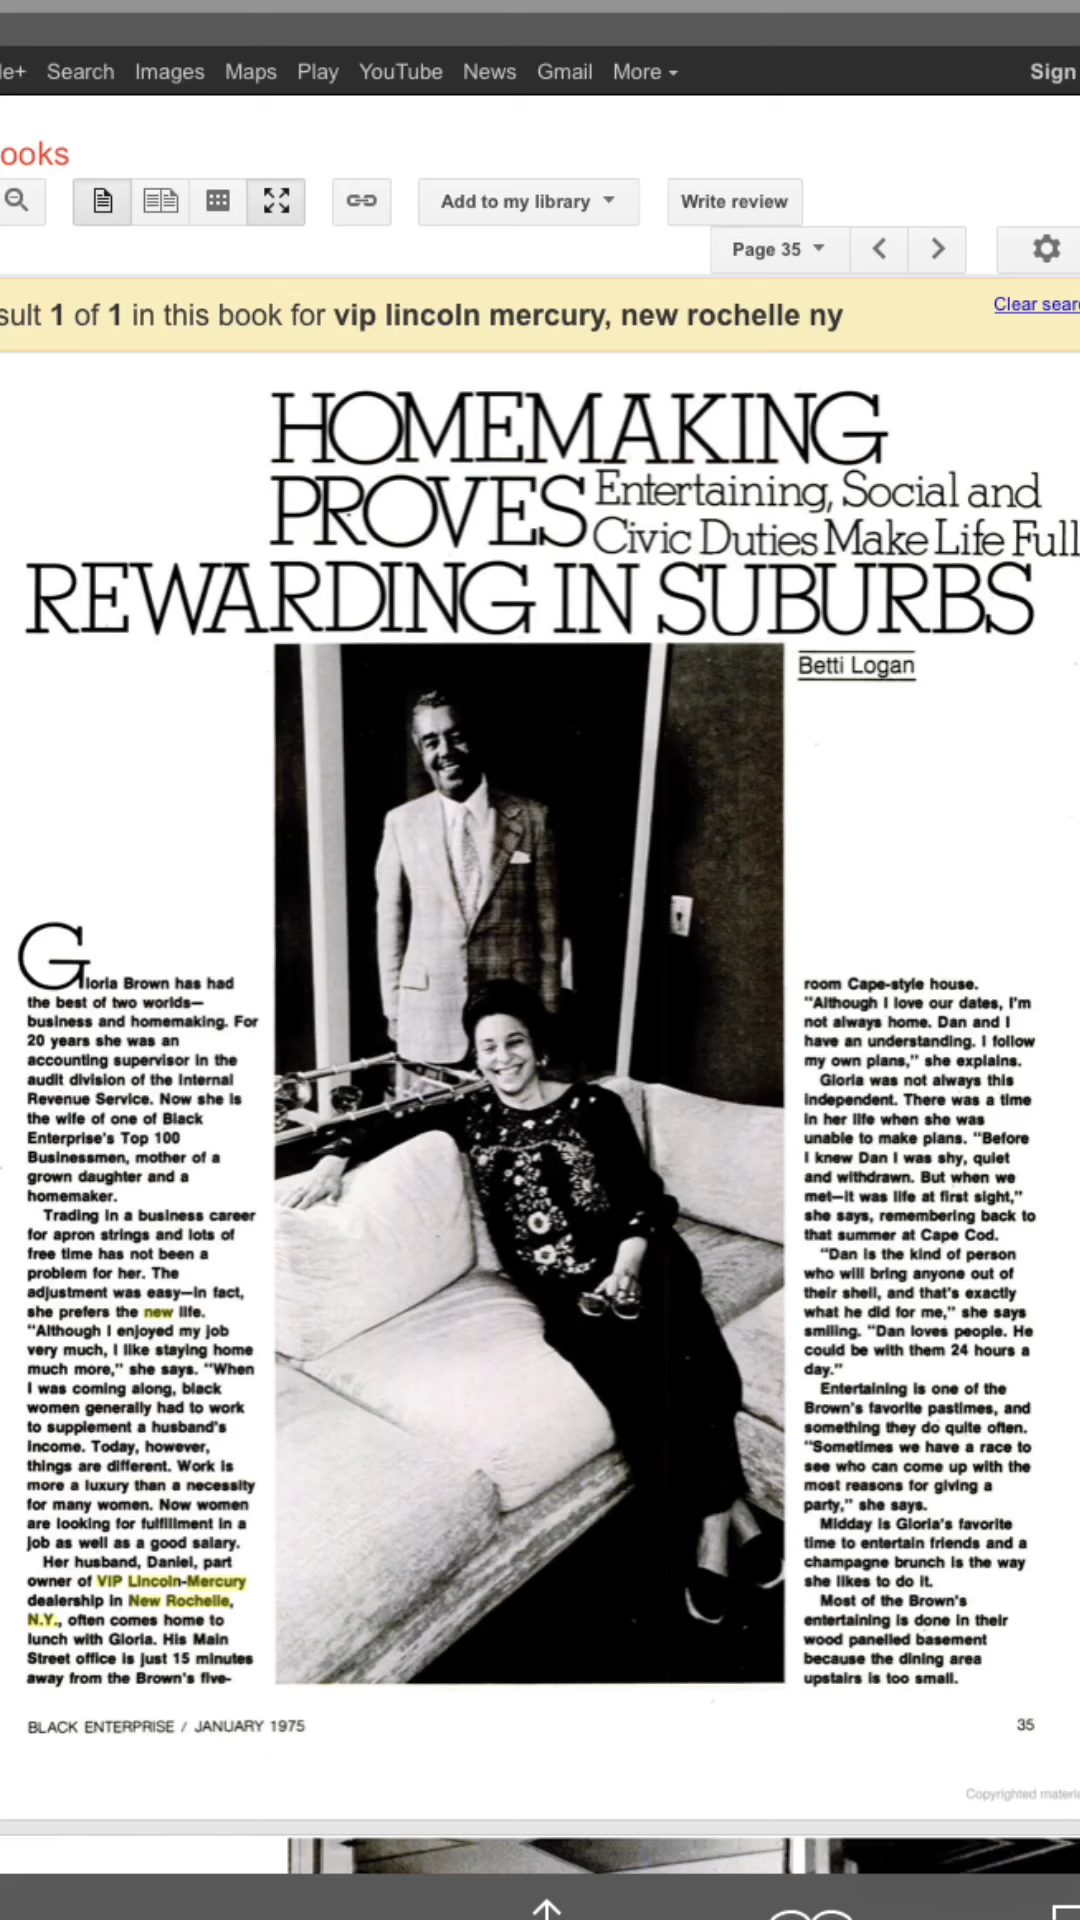 le+ Search Images Maps Play YouTube News Gmail More Sign
ooks
Add to my library
Write review
Page 35
sult 1 of 1 in this book for vip lincoln mercury, new rochelle ny
Clear sear
HOMEMAKING
PROVES
Entertaining, Social and
Civic Duties Make Life Full
REWARDING IN SUBURBS
Betti Logan
Gloria Brown has had
the best of two worlds—
business and homemaking. For
20 years she was an
accounting supervisor in the
audit division of the Internal
Revenue Service. Now she is
the wife of one of Black
Enterprise's Top 100
Businessmen, mother of a
grown daughter and a
homemaker.
Trading in a business career
for apron strings and lots of
free time has not been a
problem for her. The
adjustment was easy—in fact,
she prefers the new life.
"Although I enjoyed my job
very much, I like staying home
much more," she says. "When
I was coming along, black
women generally had to work
to supplement a husband's
income. Today, however,
things are different. Work is
more a luxury than a necessity
for many women. Now women
are looking for fulfillment in a
job as well as a good salary.
Her husband, Daniel, part
owner of VIP Lincoln-Mercury
dealership in New Rochelle,
N.Y., often comes home to
lunch with Gloria. His Main
Street office is just 15 minutes
away from the Brown's five-
room Cape-style house.
"Although I love our dates, I'm
not always home. Dan and I
have an understanding. I follow
my own plans," she explains.
Gloria was not always this
independent. There was a time
in her life when she was
unable to make plans. "Before
I knew Dan I was shy, quiet
and withdrawn. But when we
met—it was life at first sight,"
she says, remembering back to
that summer at Cape Cod.
"Dan is the kind of person
who will bring anyone out of
their shell, and that's exactly
what he did for me," she says
smiling. "Dan loves people. He
could be with them 24 hours a
day."
Entertaining is one of the
Brown's favorite pastimes, and
something they do quite often.
"Sometimes we have a race to
see who can come up with the
most reasons for giving a
party," she says.
Midday is Gloria's favorite
time to entertain friends and a
champagne brunch is the way
she likes to do it.
Most of the Brown's
entertaining is done in their
wood panelled basement
because the dining area
upstairs is too small.
BLACK ENTERPRISE / JANUARY 1975
35
Copyrighted materia